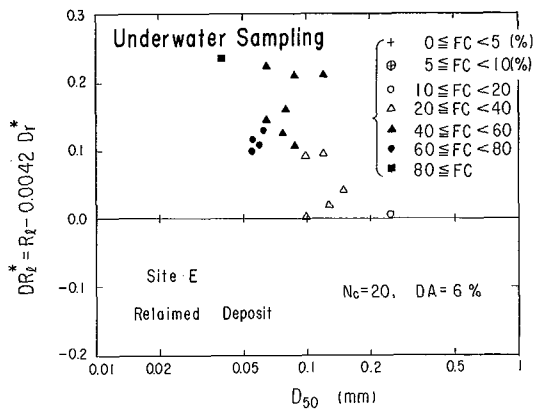 Underwater Sampling
+ 0 ≦ FC < 5 (%)
⊕ 5 ≦ FC < 10 (%)
○ 10 ≦ FC < 20
△ 20 ≦ FC < 40
▲ 40 ≦ FC < 60
● 60 ≦ FC < 80
■ 80 ≦ FC
DRℓ* = Rℓ − 0.0042 Dr*
0.3
0.2
0.1
0.0
-0.1
-0.2
Site E
Relaimed Deposit
Nc=20, DA=6 %
0.01 0.02 0.05 0.1 0.2 0.5 1
D50 (mm)